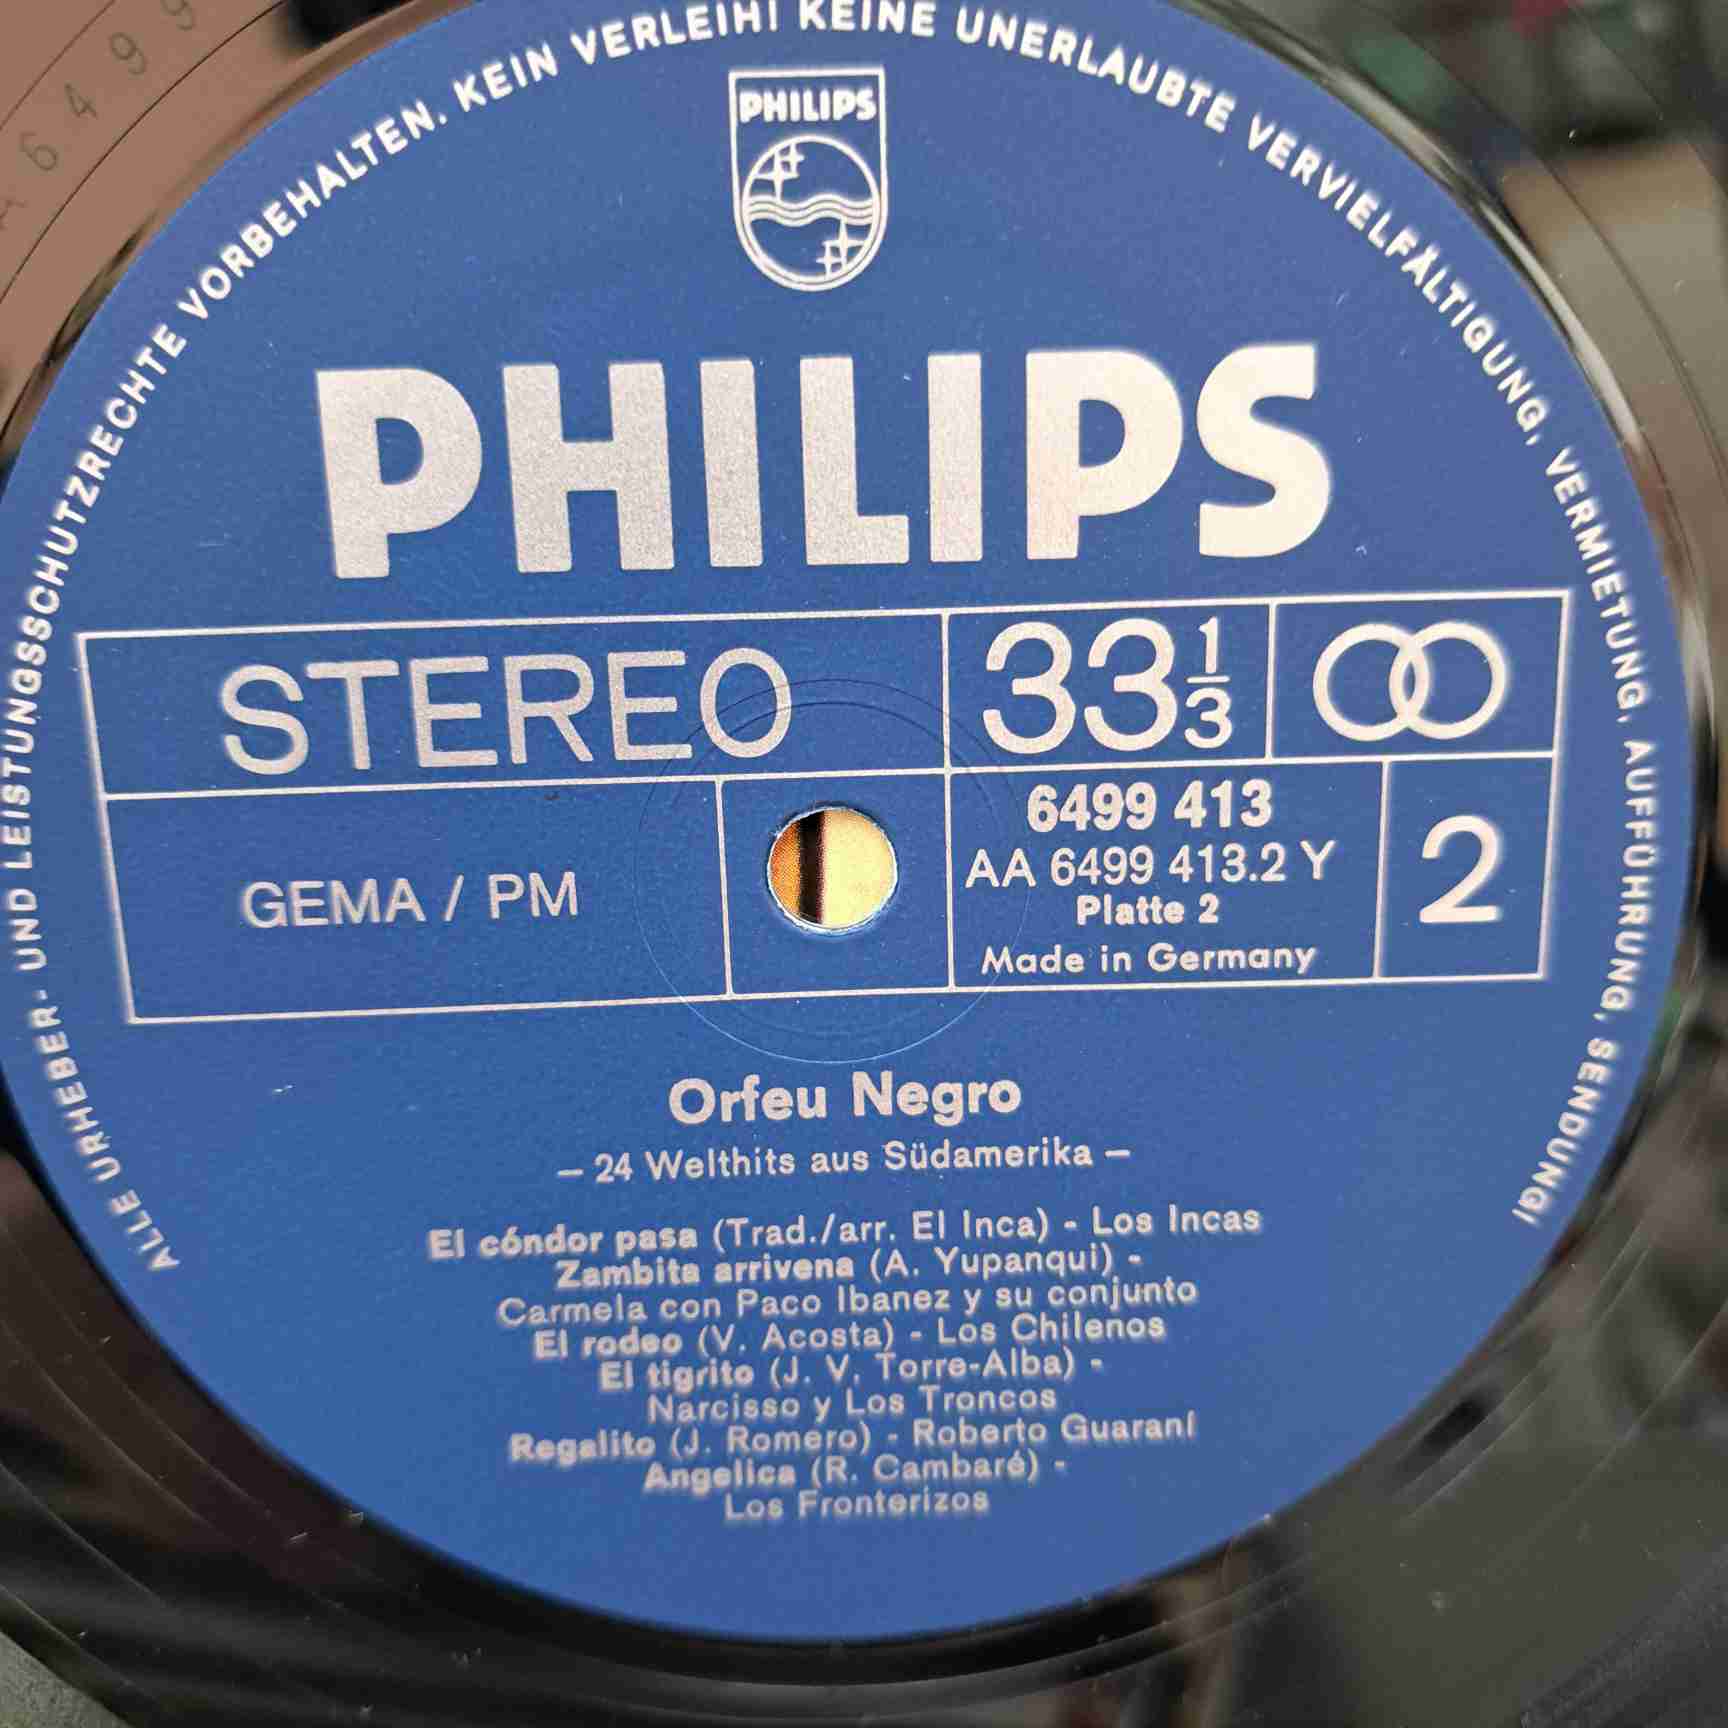 ALLE URHEBER- UND LEISTUNGSSCHUTZRECHTE VORBEHALTEN. KEIN VERLEIH! KEINE UNERLAUBTE VERVIELFÄLTIGUNG, VERMIETUNG, AUFFÜHRUNG, SENDUNG!
PHILIPS
PHILIPS
STEREO
33 1/3
GEMA / PM
6499 413
AA 6499 413.2 Y
Platte 2
Made in Germany
2
Orfeu Negro
– 24 Welthits aus Südamerika –
El cóndor pasa (Trad./arr. El Inca) - Los Incas
Zambita arrivena (A. Yupanqui) -
Carmela con Paco Ibanez y su conjunto
El rodeo (V. Acosta) - Los Chilenos
El tigrito (J. V. Torre-Alba) -
Narcisso y Los Troncos
Regalito (J. Romero) - Roberto Guaraní
Angelica (R. Cambaré) -
Los Fronterizos